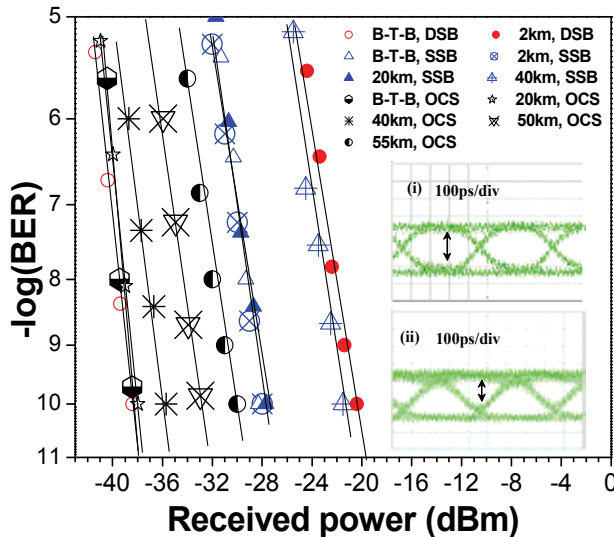 5
6
7
8
9
10
11
-log(BER)
B-T-B, DSB
2km, DSB
B-T-B, SSB
2km, SSB
20km, SSB
40km, SSB
B-T-B, OCS
20km, OCS
40km, OCS
50km, OCS
55km, OCS
(i)
100ps/div
(ii)
100ps/div
-40 -36 -32 -28 -24 -20 -16 -12 -8 -4 0
Received power (dBm)